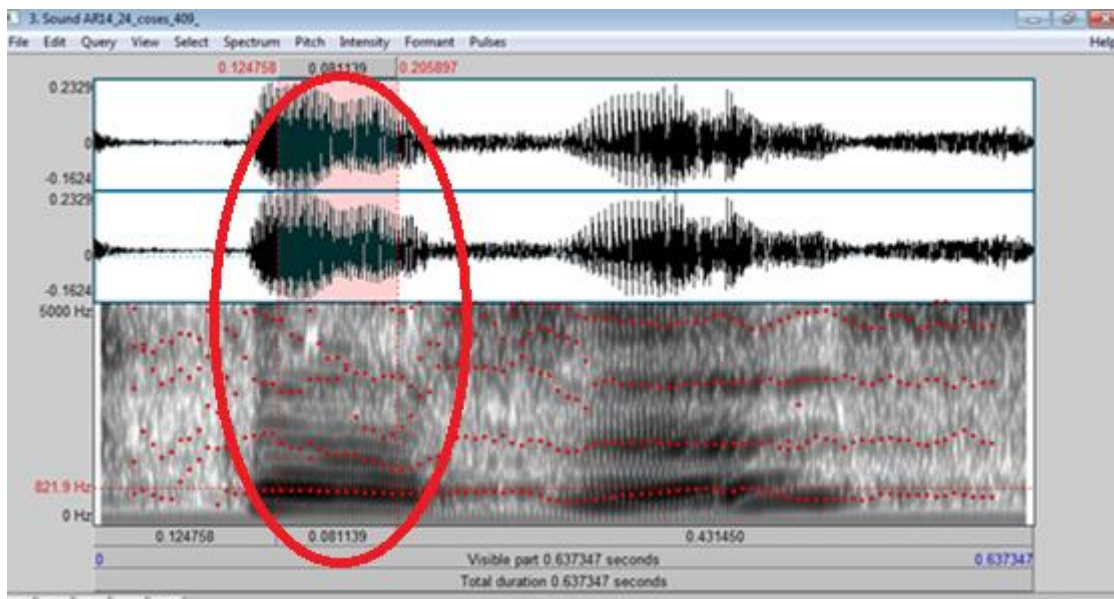 3. Sound AR14_24_coses_409_
File Edit Query View Select Spectrum Pitch Intensity Formant Pulses Help
0.124758 0.081139 0.205897
0.2329
0
-0.1624
0.2329
0
-0.1624
5000 Hz
821.9 Hz
0 Hz
0.124758 0.081139 0.431450
0 Visible part 0.637347 seconds 0.637347
Total duration 0.637347 seconds